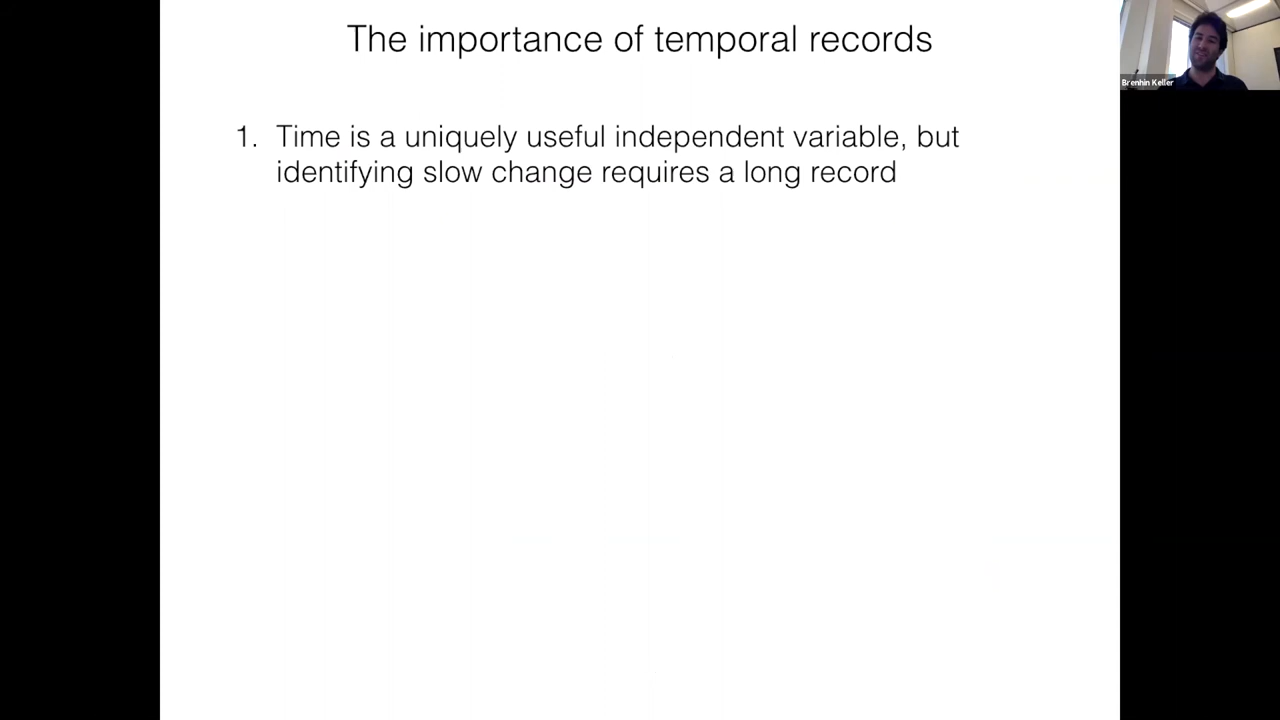 The importance of temporal records
Brenhin Keller
1. Time is a uniquely useful independent variable, but
identifying slow change requires a long record